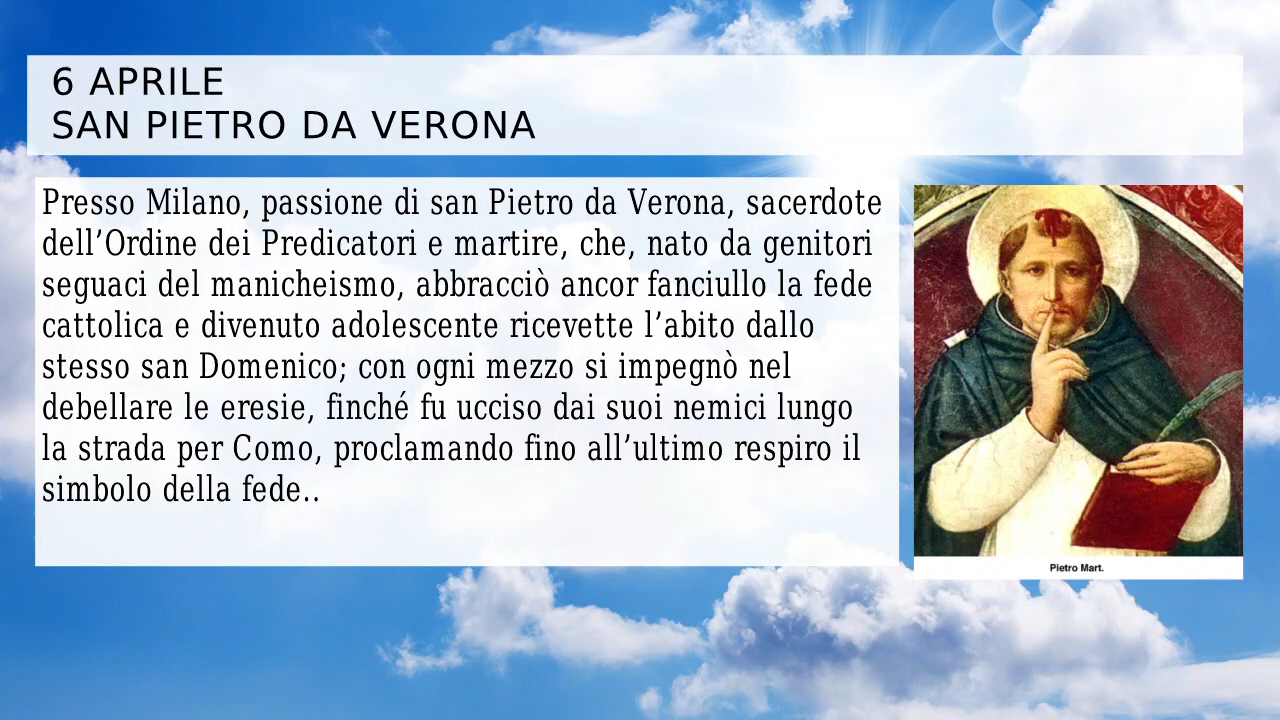 6 APRILE
SAN PIETRO DA VERONA
Presso Milano, passione di san Pietro da Verona, sacerdote
dell’Ordine dei Predicatori e martire, che, nato da genitori
seguaci del manicheismo, abbracciò ancor fanciullo la fede
cattolica e divenuto adolescente ricevette l’abito dallo
stesso san Domenico; con ogni mezzo si impegnò nel
debellare le eresie, finché fu ucciso dai suoi nemici lungo
la strada per Como, proclamando fino all’ultimo respiro il
simbolo della fede..
Pietro Mart.